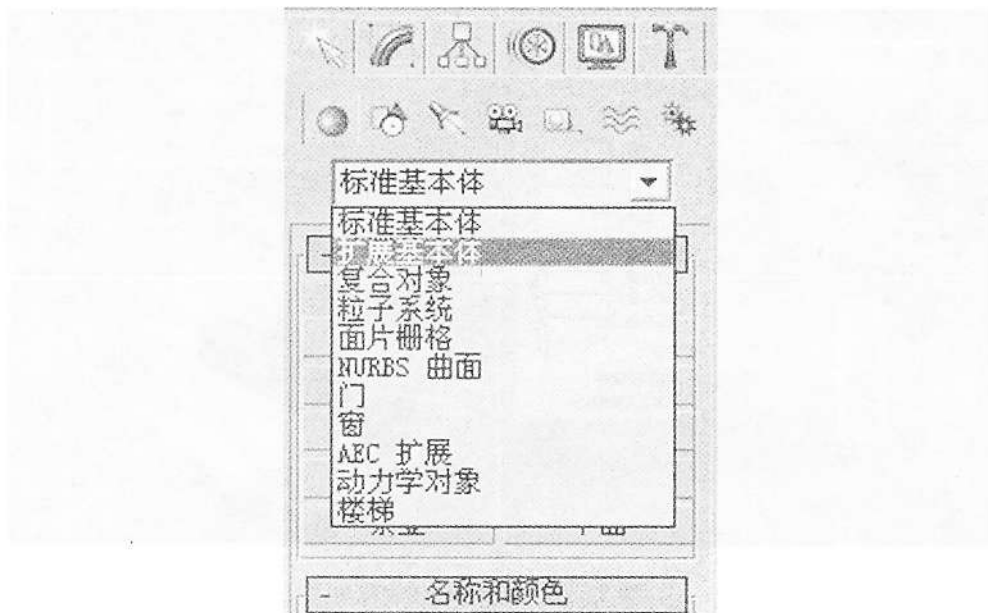 标准基本体
标准基本体
扩展基本体
复合对象
粒子系统
面片栅格
NURBS 曲面
门
窗
AEC 扩展
动力学对象
楼梯
- 名称和颜色